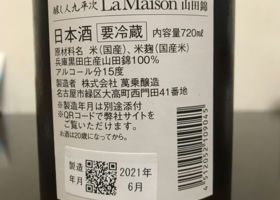 醸し人九平次 La Maison 山田錦
日本酒 要冷蔵 内容量720ml
原材料名 米(国産)、米麹(国産米)
兵庫県黒田庄産山田錦100%
アルコール分15度
製造者 株式会社 萬乗醸造
名古屋市緑区大高町西門田41番地
※製造年月は別途添付
※QRコードで弊社サイトを
ご覧いただけます。
お酒は20歳になってから。
4512052109045
製造年月 2021年
6月